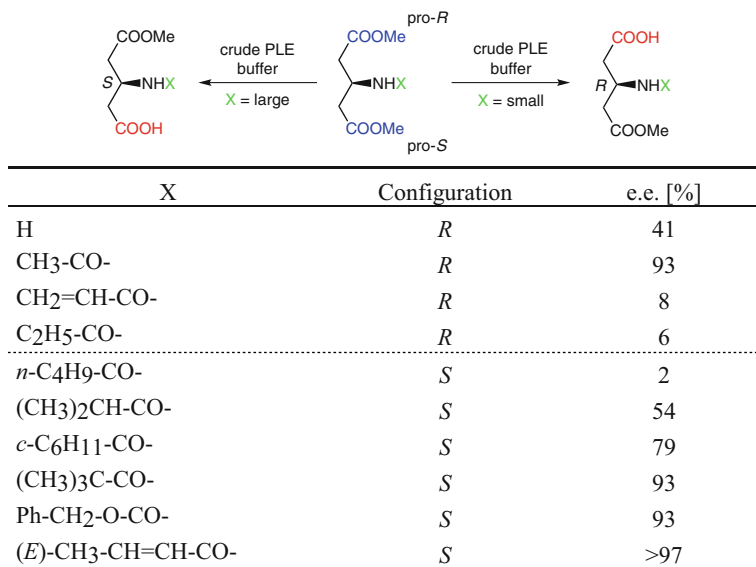 pro-R
COOMe COOMe COOH
crude PLE buffer crude PLE buffer
S NHX NHX R NHX
X = large X = small
COOH COOMe COOMe
pro-S
X Configuration e.e. [%]
H R 41
CH3-CO- R 93
CH2=CH-CO- R 8
C2H5-CO- R 6
n-C4H9-CO- S 2
(CH3)2CH-CO- S 54
c-C6H11-CO- S 79
(CH3)3C-CO- S 93
Ph-CH2-O-CO- S 93
(E)-CH3-CH=CH-CO- S >97